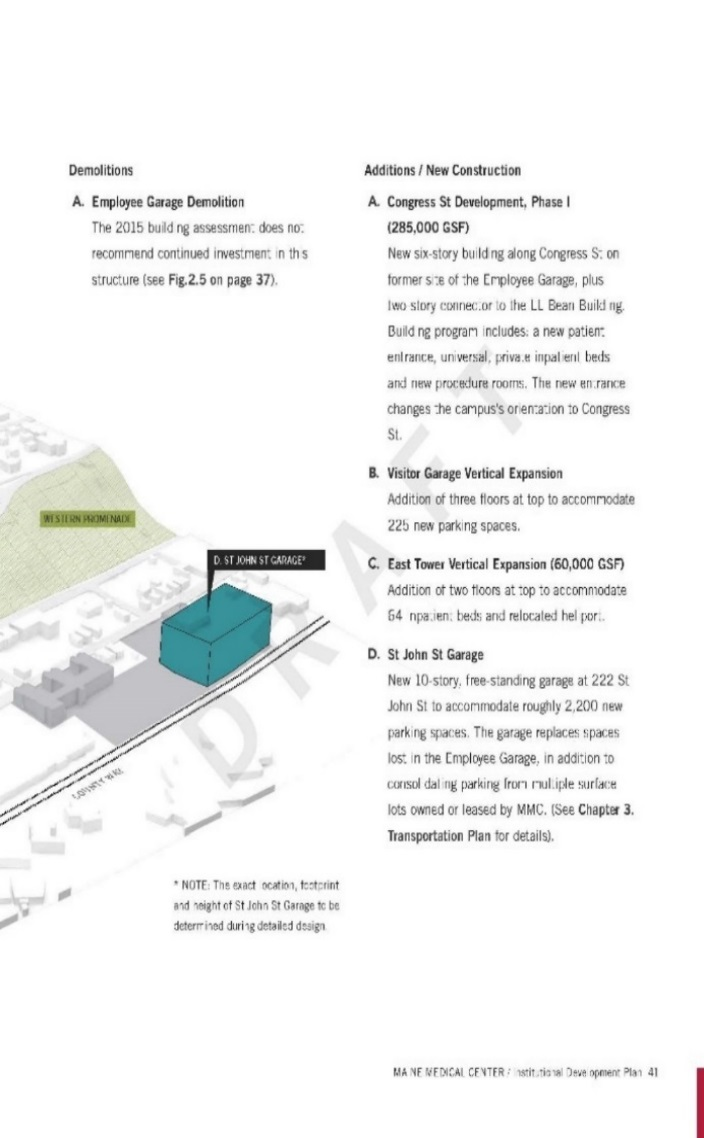 Demolitions
A. Employee Garage Demolition
The 2015 building assessment does not
recommend continued investment in this
structure (see Fig.2.5 on page 37).
Additions / New Construction
A. Congress St Development, Phase I
(285,000 GSF)
New six-story building along Congress St on
former site of the Employee Garage, plus
two story connector to the LL Bean Building.
Building program includes: a new patient
entrance, universal, private inpatient beds
and new procedure rooms. The new entrance
changes the campus's orientation to Congress
St.
B. Visitor Garage Vertical Expansion
Addition of three floors at top to accommodate
225 new parking spaces.
C. East Tower Vertical Expansion (60,000 GSF)
Addition of two floors at top to accommodate
64 inpatient beds and relocated heliport.
D. St John St Garage
New 10-story, free-standing garage at 222 St
John St to accommodate roughly 2,200 new
parking spaces. The garage replaces spaces
lost in the Employee Garage, in addition to
consolidating parking from multiple surface
lots owned or leased by MMC. (See Chapter 3.
Transportation Plan for details).
WESTERN PROMENADE
D. ST JOHN ST GARAGE*
COUNTY WAY
DRAFT
* NOTE: The exact location, footprint
and height of St John St Garage to be
determined during detailed design.
MAINE MEDICAL CENTER / Institutional Development Plan 41